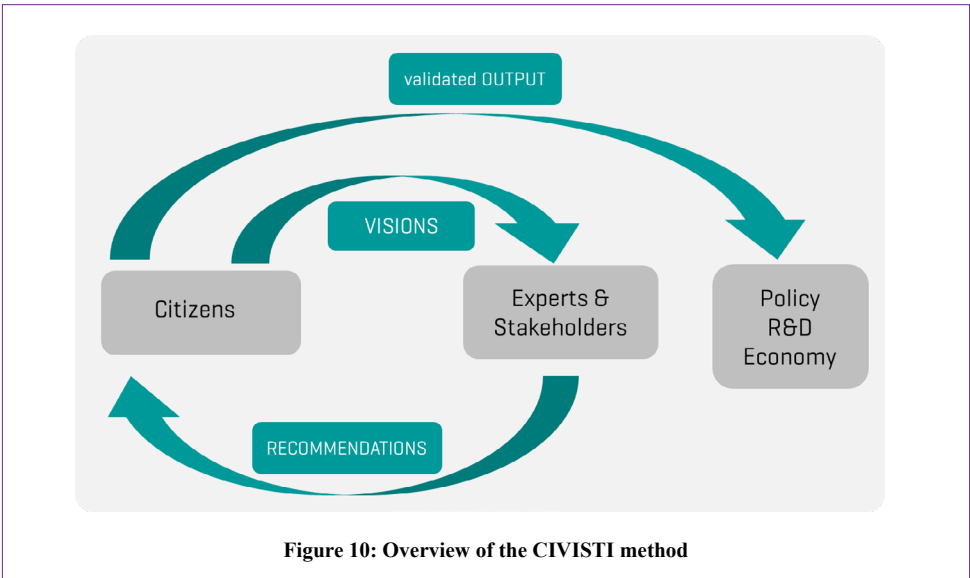 validated OUTPUT
VISIONS
Citizens
Experts &
Stakeholders
Policy
R&D
Economy
RECOMMENDATIONS
Figure 10: Overview of the CIVISTI method